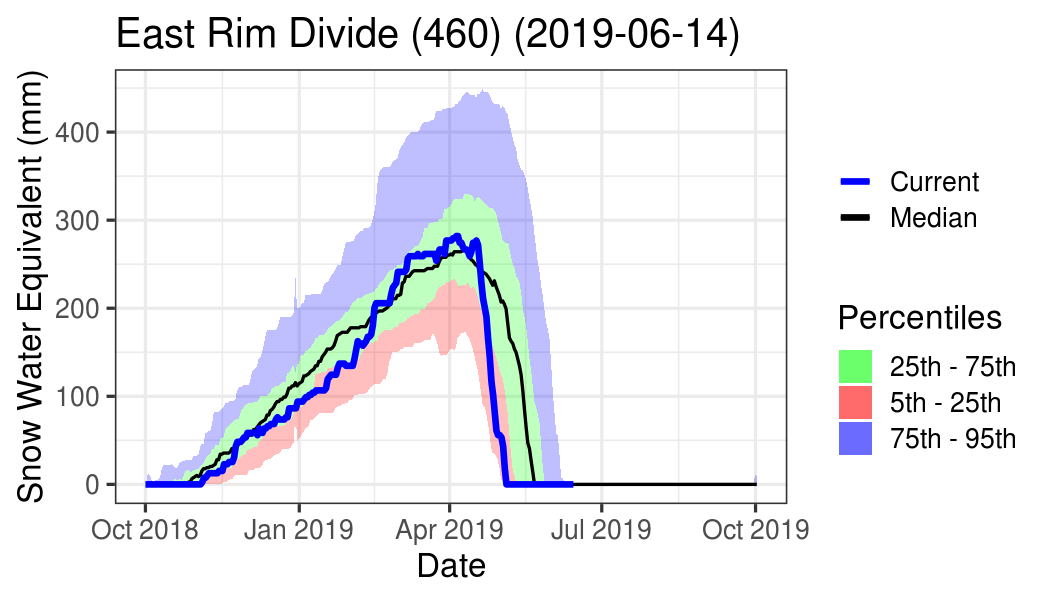 East Rim Divide (460) (2019-06-14)
Snow Water Equivalent (mm)
400
300
200
100
0
Oct 2018
Jan 2019
Apr 2019
Jul 2019
Oct 2019
Date
Current
Median
Percentiles
25th - 75th
5th - 25th
75th - 95th